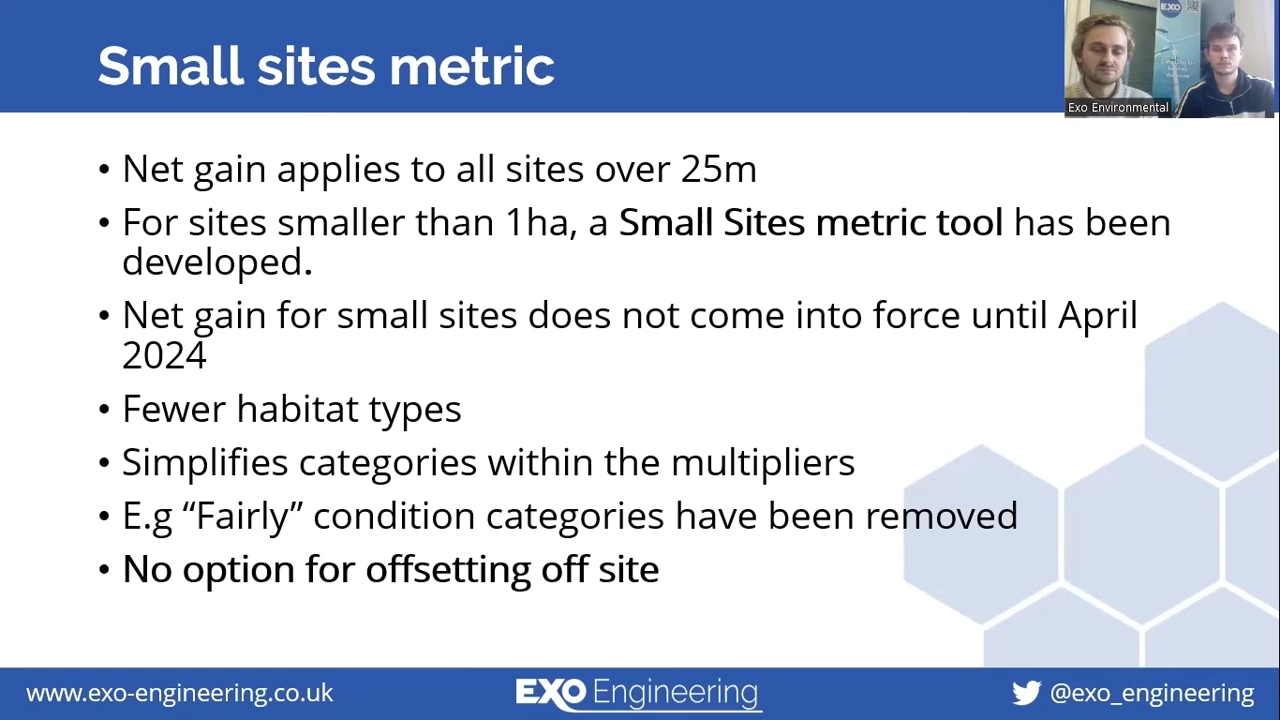 Small sites metric
EXO
Exo Environmental
• Net gain applies to all sites over 25m
• For sites smaller than 1ha, a Small Sites metric tool has been
developed.
• Net gain for small sites does not come into force until April
2024
• Fewer habitat types
• Simplifies categories within the multipliers
• E.g “Fairly” condition categories have been removed
• No option for offsetting off site
www.exo-engineering.co.uk
EXO Engineering
@exo_engineering